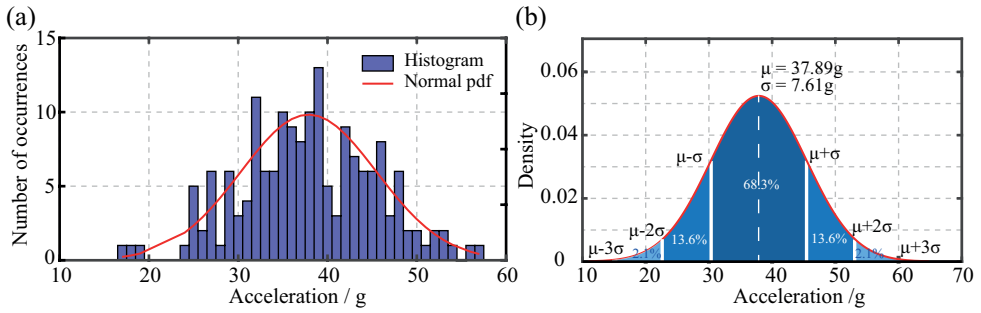 (a)
15
10
5
0
Number of occurrences
Histogram
Normal pdf
10 20 30 40 50 60
Acceleration / g
(b)
0.06
0.04
0.02
0
Density
μ = 37.89g
σ = 7.61g
μ-σ
μ+σ
68.3%
μ-2σ
μ+2σ
μ-3σ
13.6%
13.6%
μ+3σ
2.1%
2.1%
10 20 30 40 50 60 70
Acceleration /g